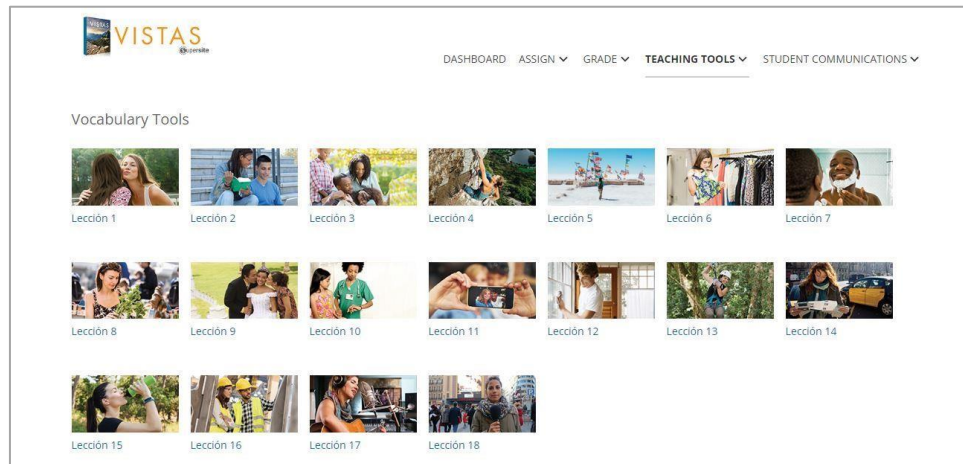 VISTAS
Supersite
DASHBOARD ASSIGN GRADE TEACHING TOOLS STUDENT COMMUNICATIONS
Vocabulary Tools
Lección 1 Lección 2 Lección 3 Lección 4 Lección 5 Lección 6 Lección 7
Lección 8 Lección 9 Lección 10 Lección 11 Lección 12 Lección 13 Lección 14
Lección 15 Lección 16 Lección 17 Lección 18